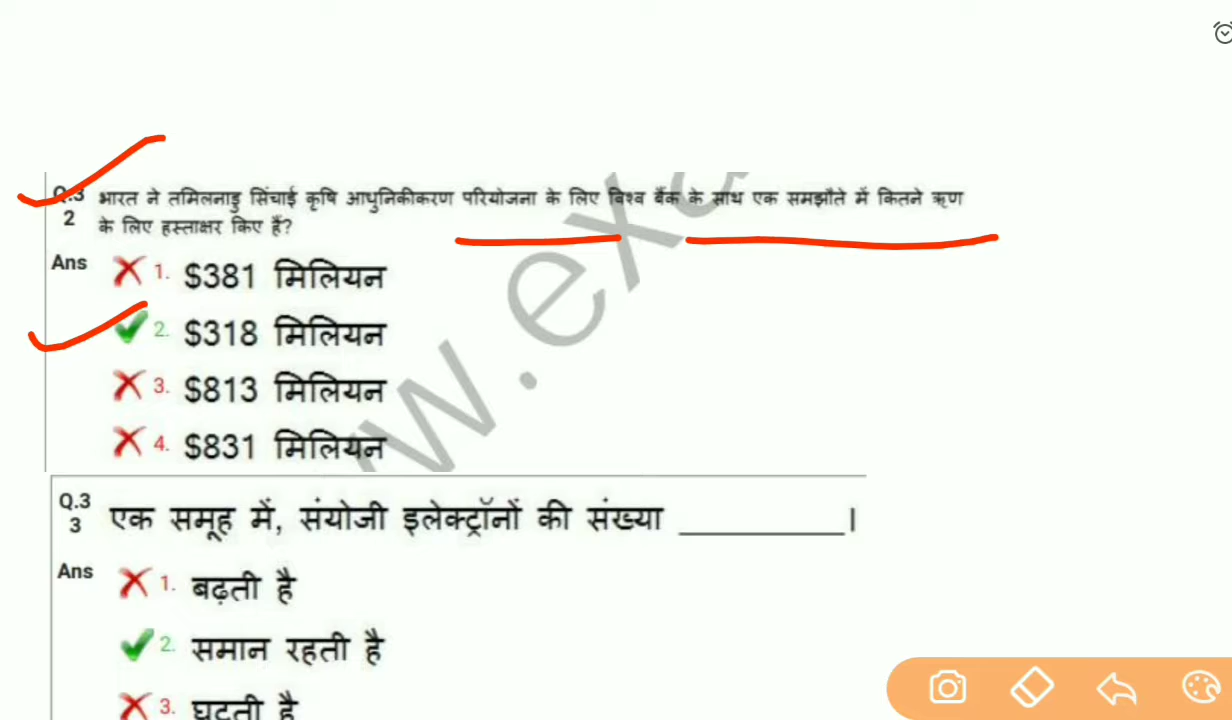 Q.3 भारत ने तमिलनाडु सिंचाई कृषि आधुनिकीकरण परियोजना के लिए विश्व बैंक के साथ एक समझौते में कितने ऋण
2 के लिए हस्ताक्षर किए हैं?
Ans 1. $381 मिलियन
2. $318 मिलियन
3. $813 मिलियन
4. $831 मिलियन
w.exa
Q.3 एक समूह में, संयोजी इलेक्ट्रॉनों की संख्या __________।
3
Ans 1. बढ़ती है
2. समान रहती है
3. घटती है